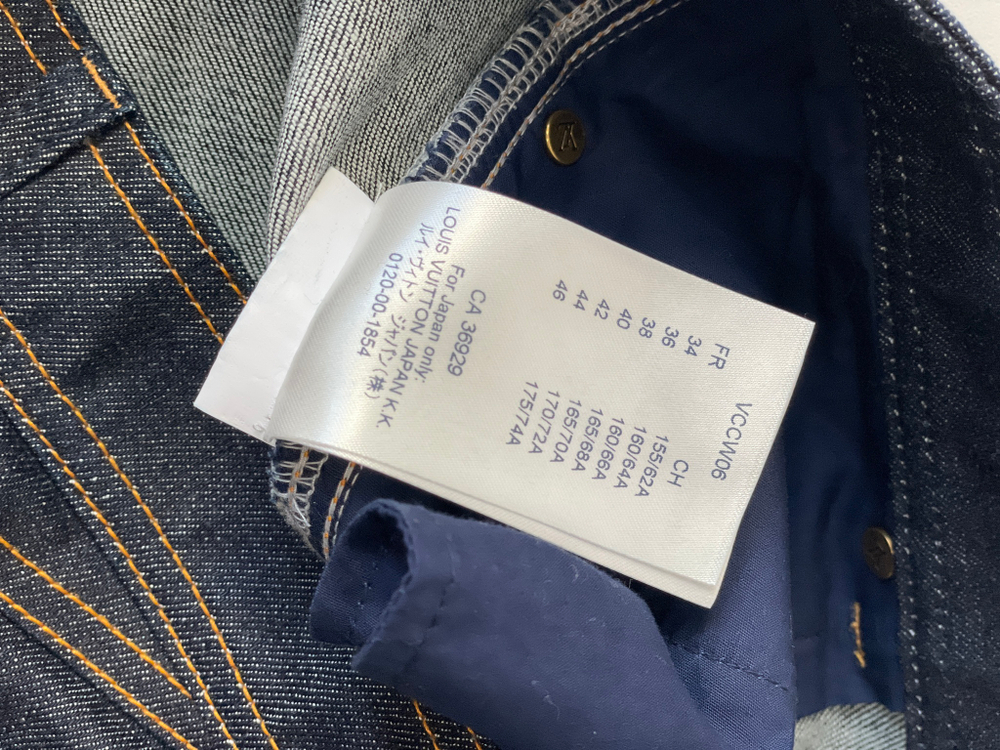 VCCW06
FR CH
34 155/62A
36 160/64A
38 160/66A
40 165/68A
42 165/70A
44 170/72A
46 175/74A
CA 36929
For Japan only:
LOUIS VUITTON JAPAN K.K.
ルイ・ヴィトン ジャパン(株)
0120-00-1854
LV